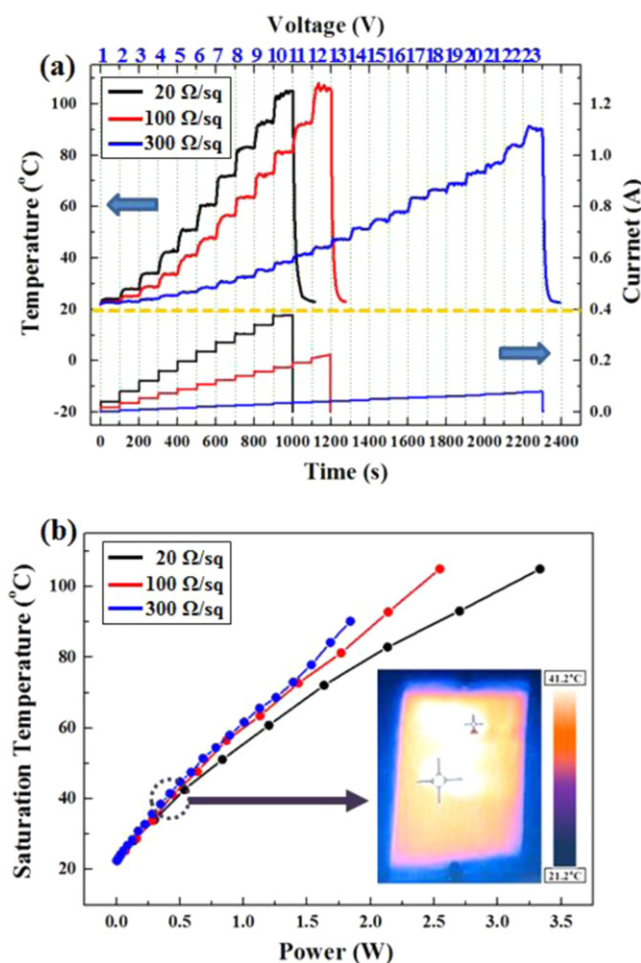 Voltage (V)
1 2 3 4 5 6 7 8 9 10 11 12 13 14 15 16 17 18 19 20 21 22 23
(a)
20 Ω/sq
100 Ω/sq
300 Ω/sq
Temperature (°C)
100
80
60
40
20
0
-20
Currnet (A)
1.2
1.0
0.8
0.6
0.4
0.2
0.0
0 200 400 600 800 1000 1200 1400 1600 1800 2000 2200 2400
Time (s)
(b)
20 Ω/sq
100 Ω/sq
300 Ω/sq
Saturation Temperature (°C)
100
80
60
40
20
41.2°C
21.2°C
0.0 0.5 1.0 1.5 2.0 2.5 3.0 3.5
Power (W)